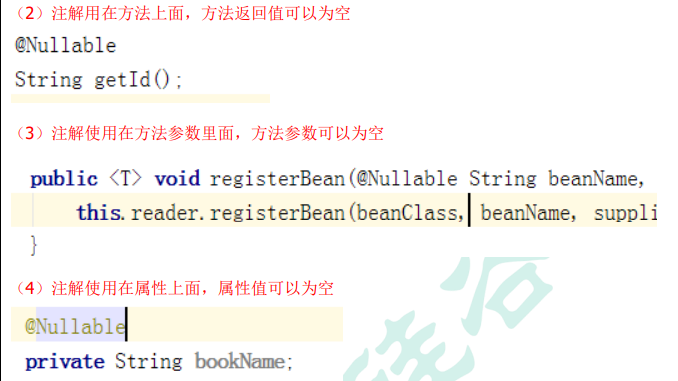 （2）注解用在方法上面，方法返回值可以为空
@Nullable
String getId();
（3）注解使用在方法参数里面，方法参数可以为空
public <T> void registerBean(@Nullable String beanName,
this.reader.registerBean(beanClass, beanName, suppli
}
（4）注解使用在属性上面，属性值可以为空
@Nullable
private String bookName;
硅谷